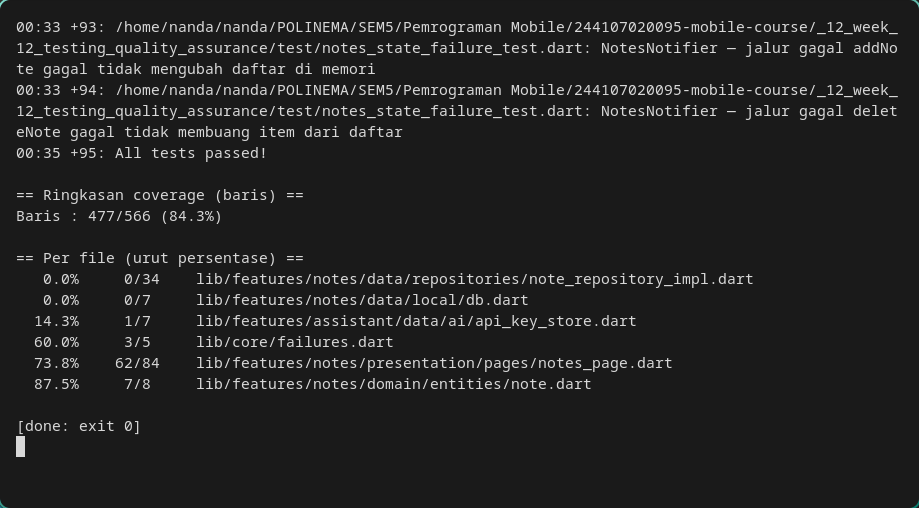 00:33 +93: /home/nanda/nanda/POLINEMA/SEM5/Pemrograman Mobile/244107020095-mobile-course/_12_week_
12_testing_quality_assurance/test/notes_state_failure_test.dart: NotesNotifier — jalur gagal addNo
te gagal tidak mengubah daftar di memori
00:33 +94: /home/nanda/nanda/POLINEMA/SEM5/Pemrograman Mobile/244107020095-mobile-course/_12_week_
12_testing_quality_assurance/test/notes_state_failure_test.dart: NotesNotifier — jalur gagal delet
eNote gagal tidak membuang item dari daftar
00:35 +95: All tests passed!

== Ringkasan coverage (baris) ==
Baris : 477/566 (84.3%)

== Per file (urut persentase) ==
   0.0%     0/34    lib/features/notes/data/repositories/note_repository_impl.dart
   0.0%     0/7     lib/features/notes/data/local/db.dart
  14.3%     1/7     lib/features/assistant/data/ai/api_key_store.dart
  60.0%     3/5     lib/core/failures.dart
  73.8%    62/84    lib/features/notes/presentation/pages/notes_page.dart
  87.5%     7/8     lib/features/notes/domain/entities/note.dart

[done: exit 0]